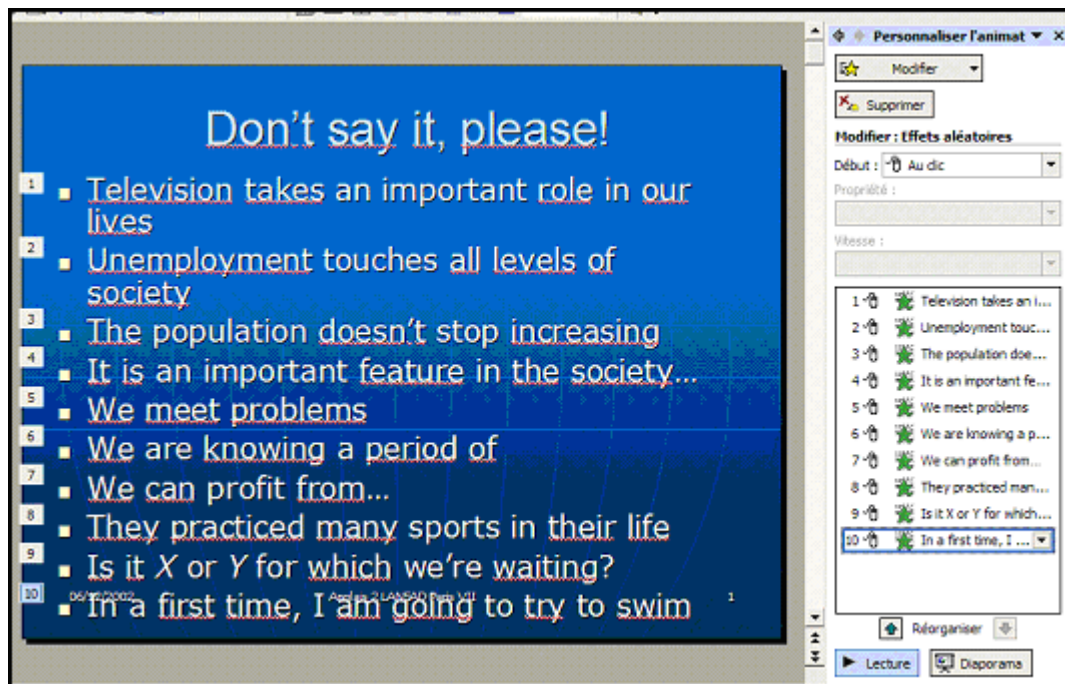 Personnaliser l'animat
Modifier
Supprimer
Modifier : Effets aléatoires
Début : Au clic
Propriété :
Vitesse :
Don't say it, please!
1 Television takes an important role in our
lives
2 Unemployment touches all levels of
society
3 The population doesn't stop increasing
4 It is an important feature in the society...
5 We meet problems
6 We are knowing a period of
7 We can profit from...
8 They practiced many sports in their life
9 Is it X or Y for which we're waiting?
10 In a first time, I am going to try to swim
06/12/2002
2 LANSAD Paris VII
1
1 Television takes an i...
2 Unemployment touc...
3 The population doe...
4 It is an important fe...
5 We meet problems
6 We are knowing a p...
7 We can profit from...
8 They practiced man...
9 Is it X or Y for which...
10 In a first time, I ...
Réorganiser
Lecture Diaporama